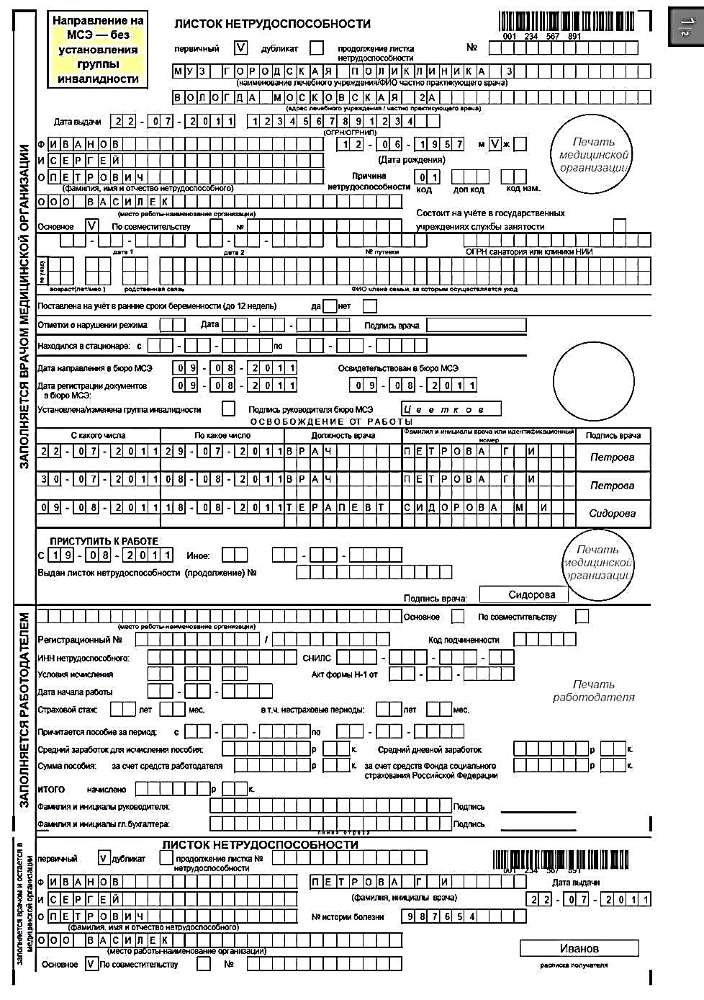 Направление на
МСЭ — без
установления
группы
инвалидности
ЛИСТОК НЕТРУДОСПОСОБНОСТИ
001 234 567 891
первичный V дубликат продолжение листка нетрудоспособности №
МУЗ ГОРОДСКАЯ ПОЛИКЛИНИКА 3
(наименование лечебного учреждения/ФИО частно практикующего врача)
ВОЛОГДА МОСКОВСКАЯ 2А
(адрес лечебного учреждения / частно практикующего врача)
Дата выдачи 22-07-2011 1234567891234
(ОГРН/ОГРНИП)
Ф ИВАНОВ 12-06-1957 м V ж
И СЕРГЕЙ (Дата рождения)
О ПЕТРОВИЧ Причина нетрудоспособности 01
(фамилия, имя и отчество нетрудоспособного) код доп код код изм.
Печать
медицинской
организации
ООО ВАСИЛЕК
(место работы-наименование организации)
Состоит на учёте в государственных
учреждениях службы занятости
Основное V По совместительству №
дата 1 дата 2 № путевки ОГРН санатория или клиники НИИ
по уходу
возраст(лет/мес.) родственная связь ФИО члена семьи, за которым осуществляется уход
Поставлена на учёт в ранние сроки беременности (до 12 недель) да нет
Отметки о нарушении режима Дата - - Подпись врача
Находился в стационаре: с - - по - -
Дата направления в бюро МСЭ 09-08-2011 Освидетельствован в бюро МСЭ
Дата регистрации документов
в бюро МСЭ: 09-08-2011 09-08-2011
Установлена/изменена группа инвалидности Подпись руководителя бюро МСЭ Цветков
ОСВОБОЖДЕНИЕ ОТ РАБОТЫ
С какого числа По какое число Должность врача Фамилия и инициалы врача или идентификационный номер Подпись врача
22-07-2011 29-07-2011 ВРАЧ ПЕТРОВА Г И Петрова
30-07-2011 08-08-2011 ВРАЧ ПЕТРОВА Г И Петрова
09-08-2011 18-08-2011 ТЕРАПЕВТ СИДОРОВА М И Сидорова
ПРИСТУПИТЬ К РАБОТЕ
С 19-08-2011 Иное: - -
Выдан листок нетрудоспособности (продолжение) №
Печать
медицинской
организации
Подпись врача: Сидорова
ЗАПОЛНЯЕТСЯ ВРАЧОМ МЕДИЦИНСКОЙ ОРГАНИЗАЦИИ
Основное По совместительству
(место работы-наименование организации)
Регистрационный № / Код подчиненности
ИНН нетрудоспособного: СНИЛС - - -
Условия исчисления Акт формы Н-1 от - -
Дата начала работы - -
Печать
работодателя
Страховой стаж: лет мес. в т.ч. нестраховые периоды: лет мес.
Причитается пособие за период: с - - по - -
Средний заработок для исчисления пособия: р к. Средний дневной заработок р к.
Сумма пособия: за счет средств работодателя р к. за счет средств Фонда социального
страхования Российской Федерации р к.
ИТОГО начислено р к.
Фамилия и инициалы руководителя: Подпись
Фамилия и инициалы гл.бухгалтера: Подпись
ЗАПОЛНЯЕТСЯ РАБОТОДАТЕЛЕМ
линия отреза
ЛИСТОК НЕТРУДОСПОСОБНОСТИ
первичный V дубликат продолжение листка №
нетрудоспособности
001 234 567 891
Ф ИВАНОВ ПЕТРОВА Г И Дата выдачи
И СЕРГЕЙ (фамилия, инициалы врача) 22-07-2011
О ПЕТРОВИЧ № истории болезни 987654
(фамилия, имя и отчество нетрудоспособного)
ООО ВАСИЛЕК
(место работы-наименование организации)
Иванов
Основное V По совместительству №
расписка получателя
заполняется врачом и остается в
медицинской организации